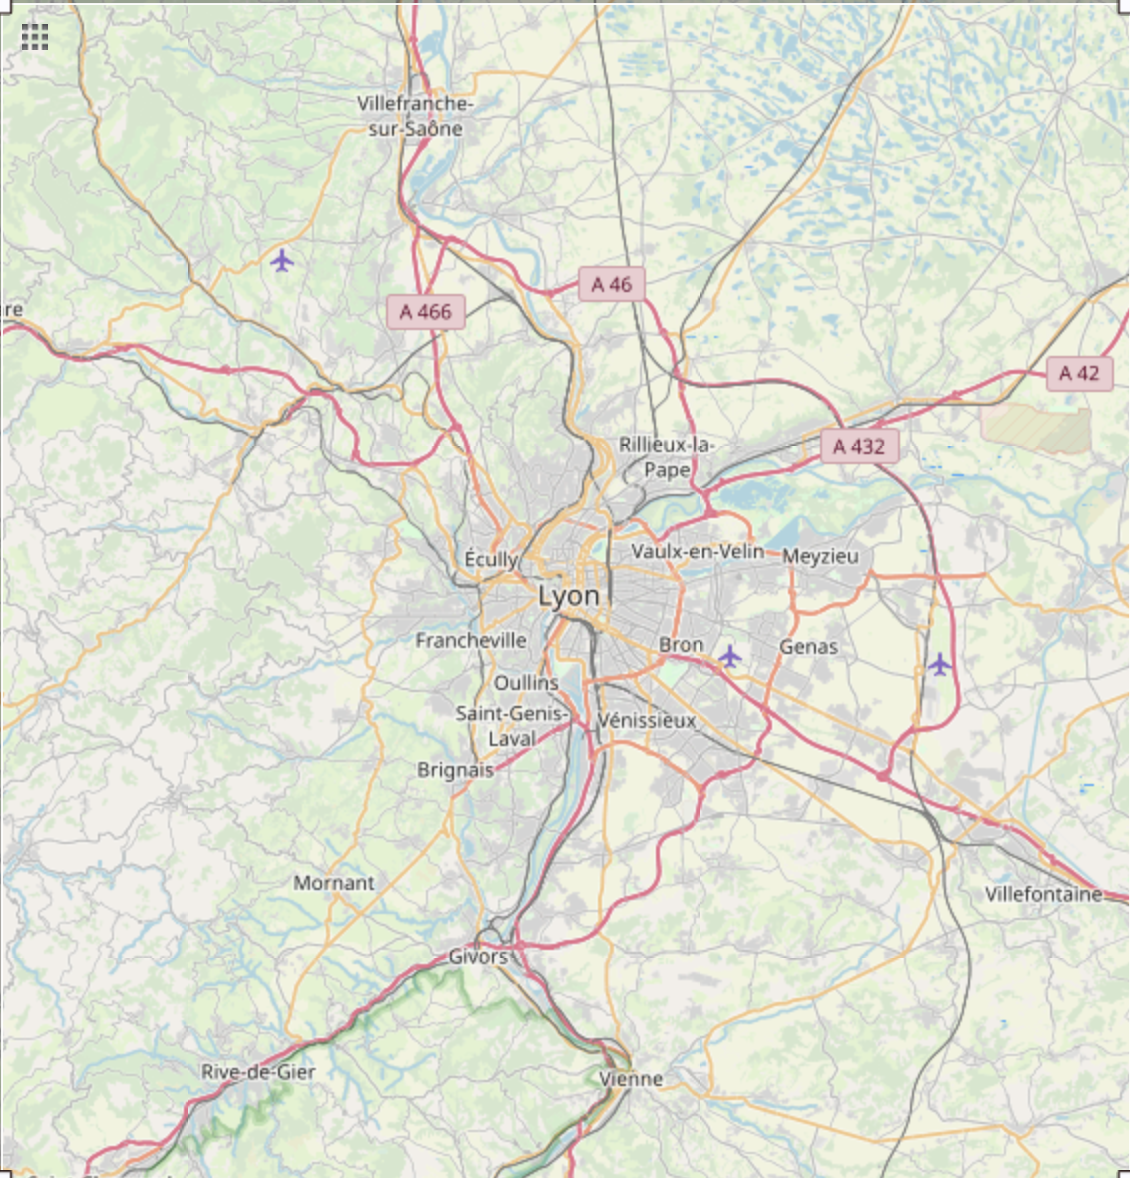 Villefranche-
sur-Saône
A 46
A 466
A 42
Rillieux-la-
Pape
A 432
Écully
Vaulx-en-Velin
Meyzieu
Lyon
Francheville
Bron
Genas
Oullins
Saint-Genis-
Laval
Vénissieux
Brignais
Mornant
Villefontaine
Givors
Rive-de-Gier
Vienne